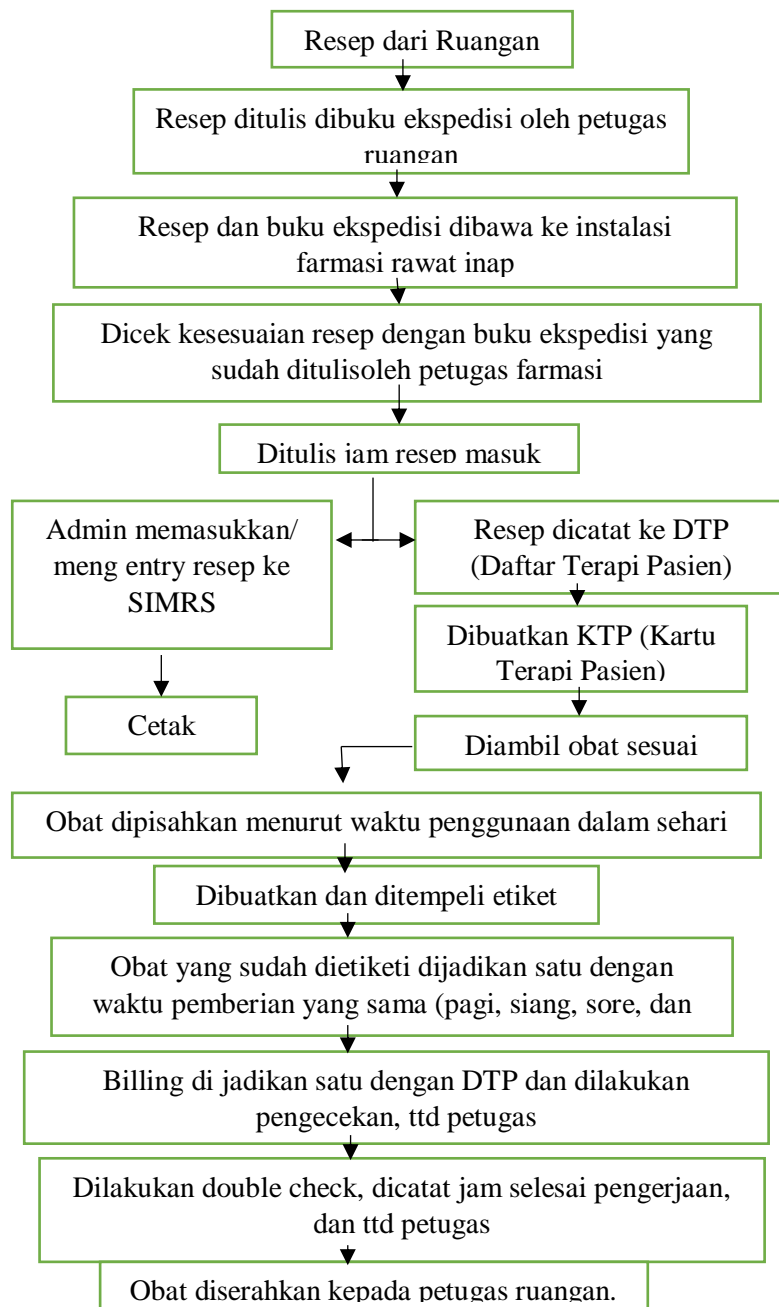 Resep dari Ruangan
Resep ditulis dibuku ekspedisi oleh petugas
ruangan
Resep dan buku ekspedisi dibawa ke instalasi
farmasi rawat inap
Dicek kesesuaian resep dengan buku ekspedisi yang
sudah ditulisoleh petugas farmasi
Ditulis jam resep masuk
Admin memasukkan/
meng entry resep ke
SIMRS
Cetak
Resep dicatat ke DTP
(Daftar Terapi Pasien)
Dibuatkan KTP (Kartu
Terapi Pasien)
Diambil obat sesuai
Obat dipisahkan menurut waktu penggunaan dalam sehari
Dibuatkan dan ditempeli etiket
Obat yang sudah dietiketi dijadikan satu dengan
waktu pemberian yang sama (pagi, siang, sore, dan
Billing di jadikan satu dengan DTP dan dilakukan
pengecekan, ttd petugas
Dilakukan double check, dicatat jam selesai pengerjaan,
dan ttd petugas
Obat diserahkan kepada petugas ruangan.